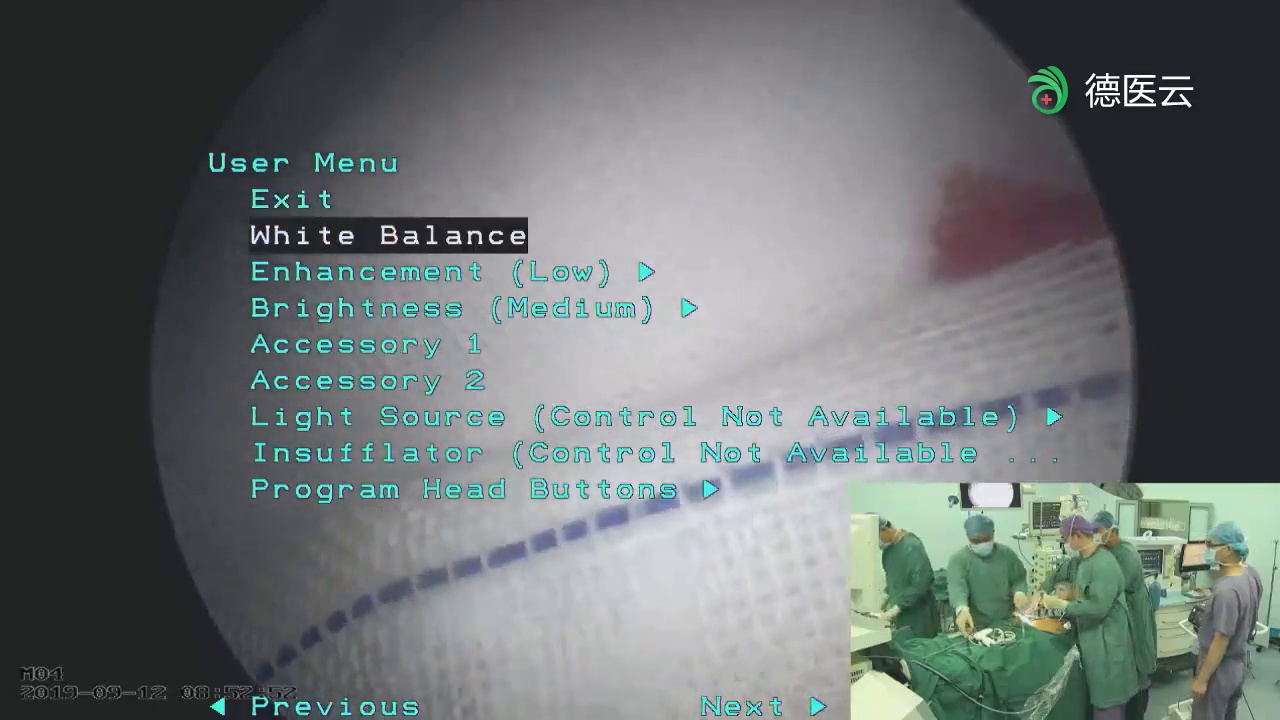 德医云
User Menu
Exit
White Balance
Enhancement (Low) ▶
Brightness (Medium) ▶
Accessory 1
Accessory 2
Light Source (Control Not Available) ▶
Insufflator (Control Not Available ...
Program Head Buttons ▶
M04
2019-09-12 08:52:52
◀ Previous
Next ▶